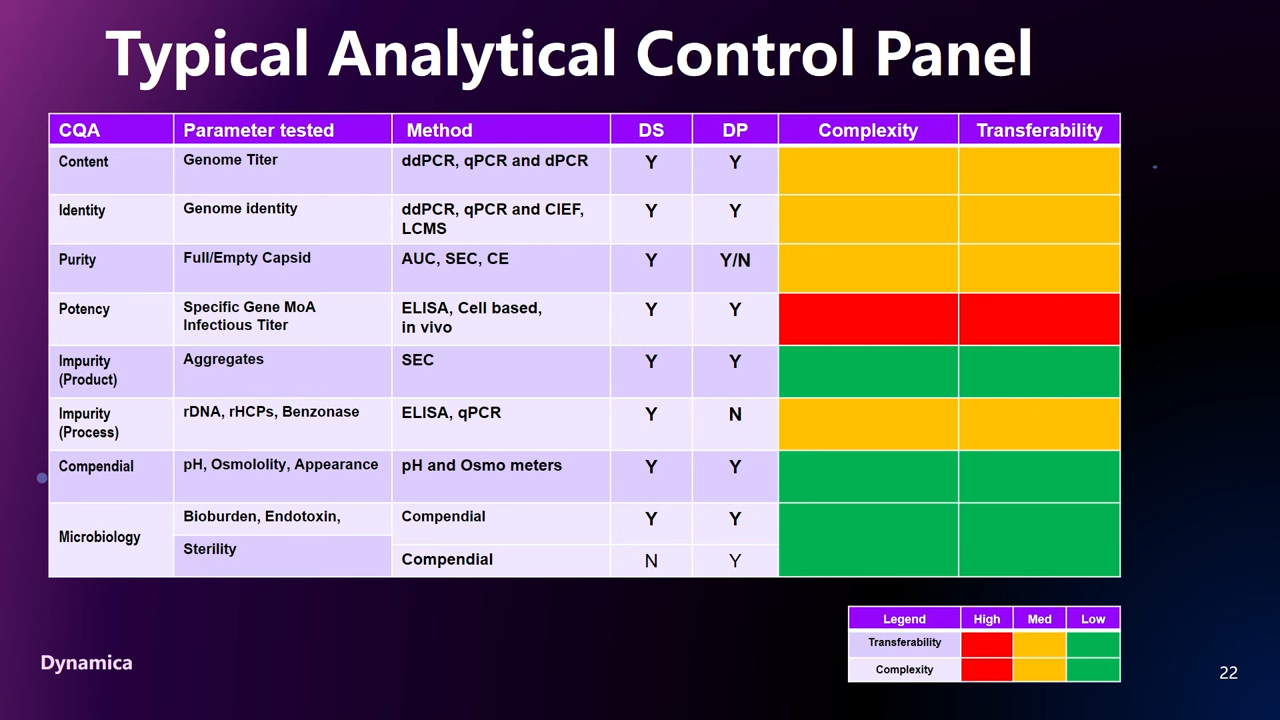 Typical Analytical Control Panel
CQA Parameter tested Method DS DP Complexity Transferability
Content Genome Titer ddPCR, qPCR and dPCR Y Y
Identity Genome identity ddPCR, qPCR and CIEF, LCMS Y Y
Purity Full/Empty Capsid AUC, SEC, CE Y Y/N
Potency Specific Gene MoA Infectious Titer ELISA, Cell based, in vivo Y Y
Impurity (Product) Aggregates SEC Y Y
Impurity (Process) rDNA, rHCPs, Benzonase ELISA, qPCR Y N
Compendial pH, Osmololity, Appearance pH and Osmo meters Y Y
Microbiology Bioburden, Endotoxin, Compendial Y Y
Sterility Compendial N Y
Legend High Med Low
Transferability
Complexity
Dynamica
22